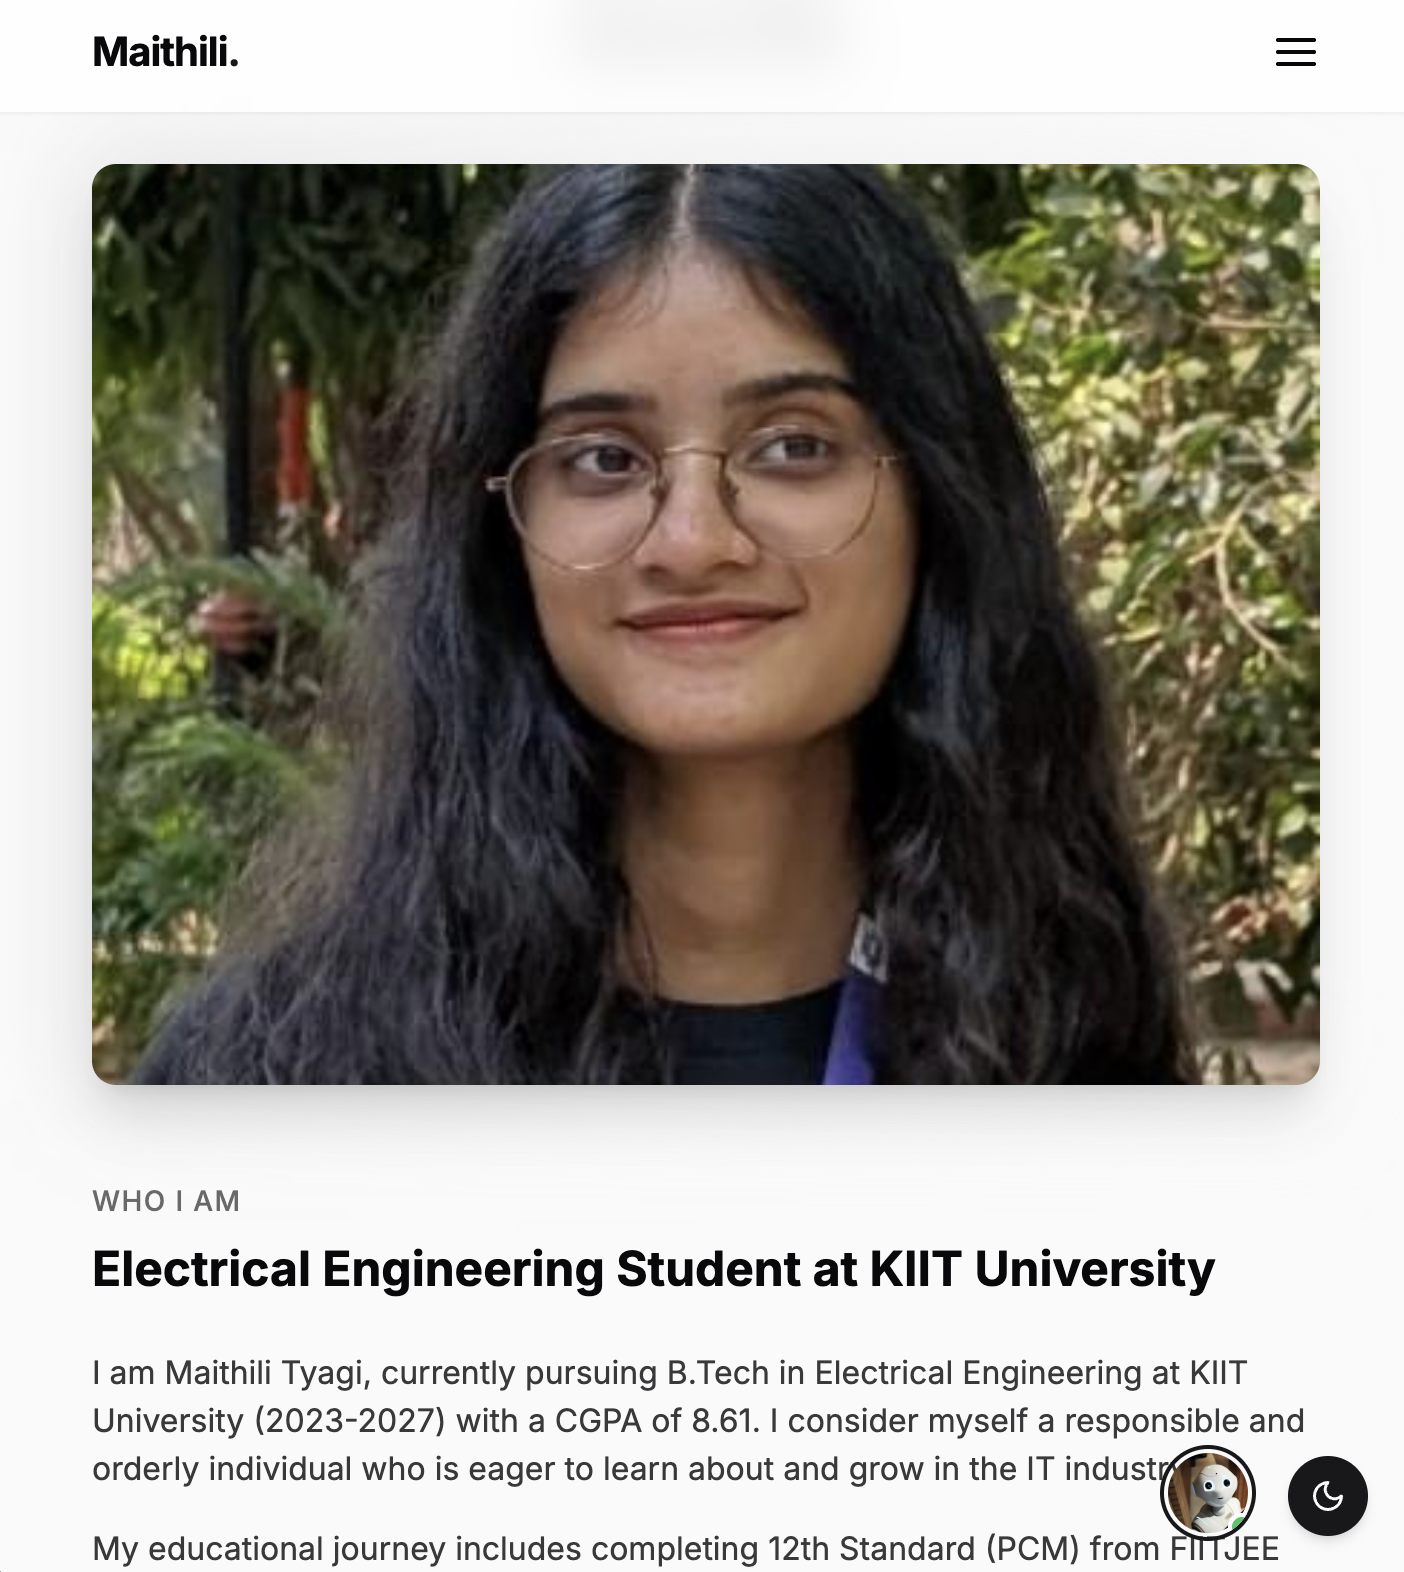 Maithili.
WHO I AM
Electrical Engineering Student at KIIT University
I am Maithili Tyagi, currently pursuing B.Tech in Electrical Engineering at KIIT
University (2023-2027) with a CGPA of 8.61. I consider myself a responsible and
orderly individual who is eager to learn about and grow in the IT industr
My educational journey includes completing 12th Standard (PCM) from FIITJEE